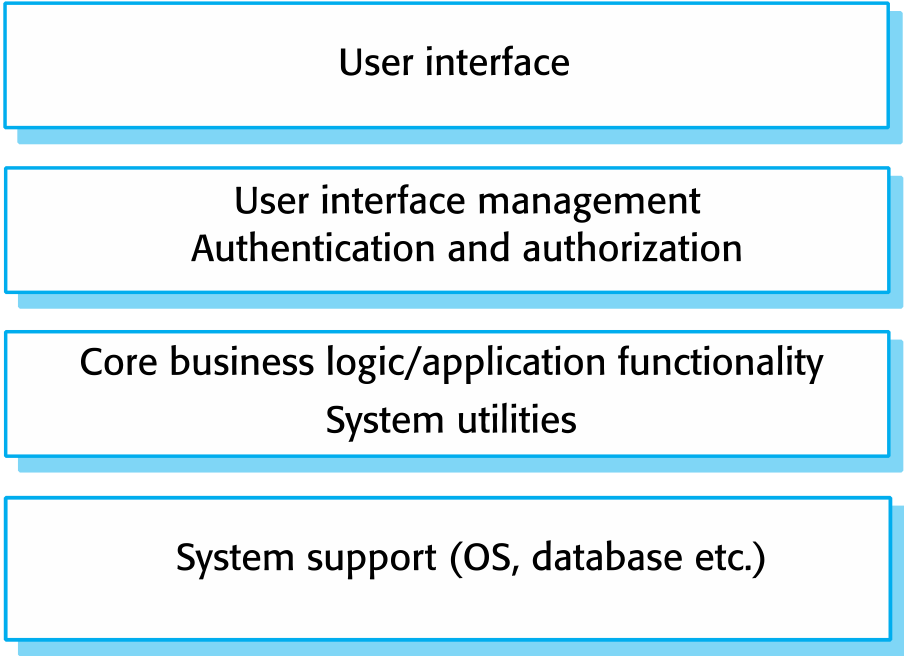 User interface
User interface management
Authentication and authorization
Core business logic/application functionality
System utilities
System support (OS, database etc.)